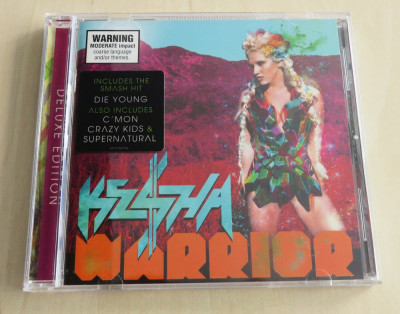 WARNING
MODERATE impact
coarse language
and/or themes
INCLUDES THE
SMASH HIT
DIE YOUNG
ALSO INCLUDES
C'MON
CRAZY KIDS &
SUPERNATURAL
DELUXE EDITION
KE$HA
WARRIOR